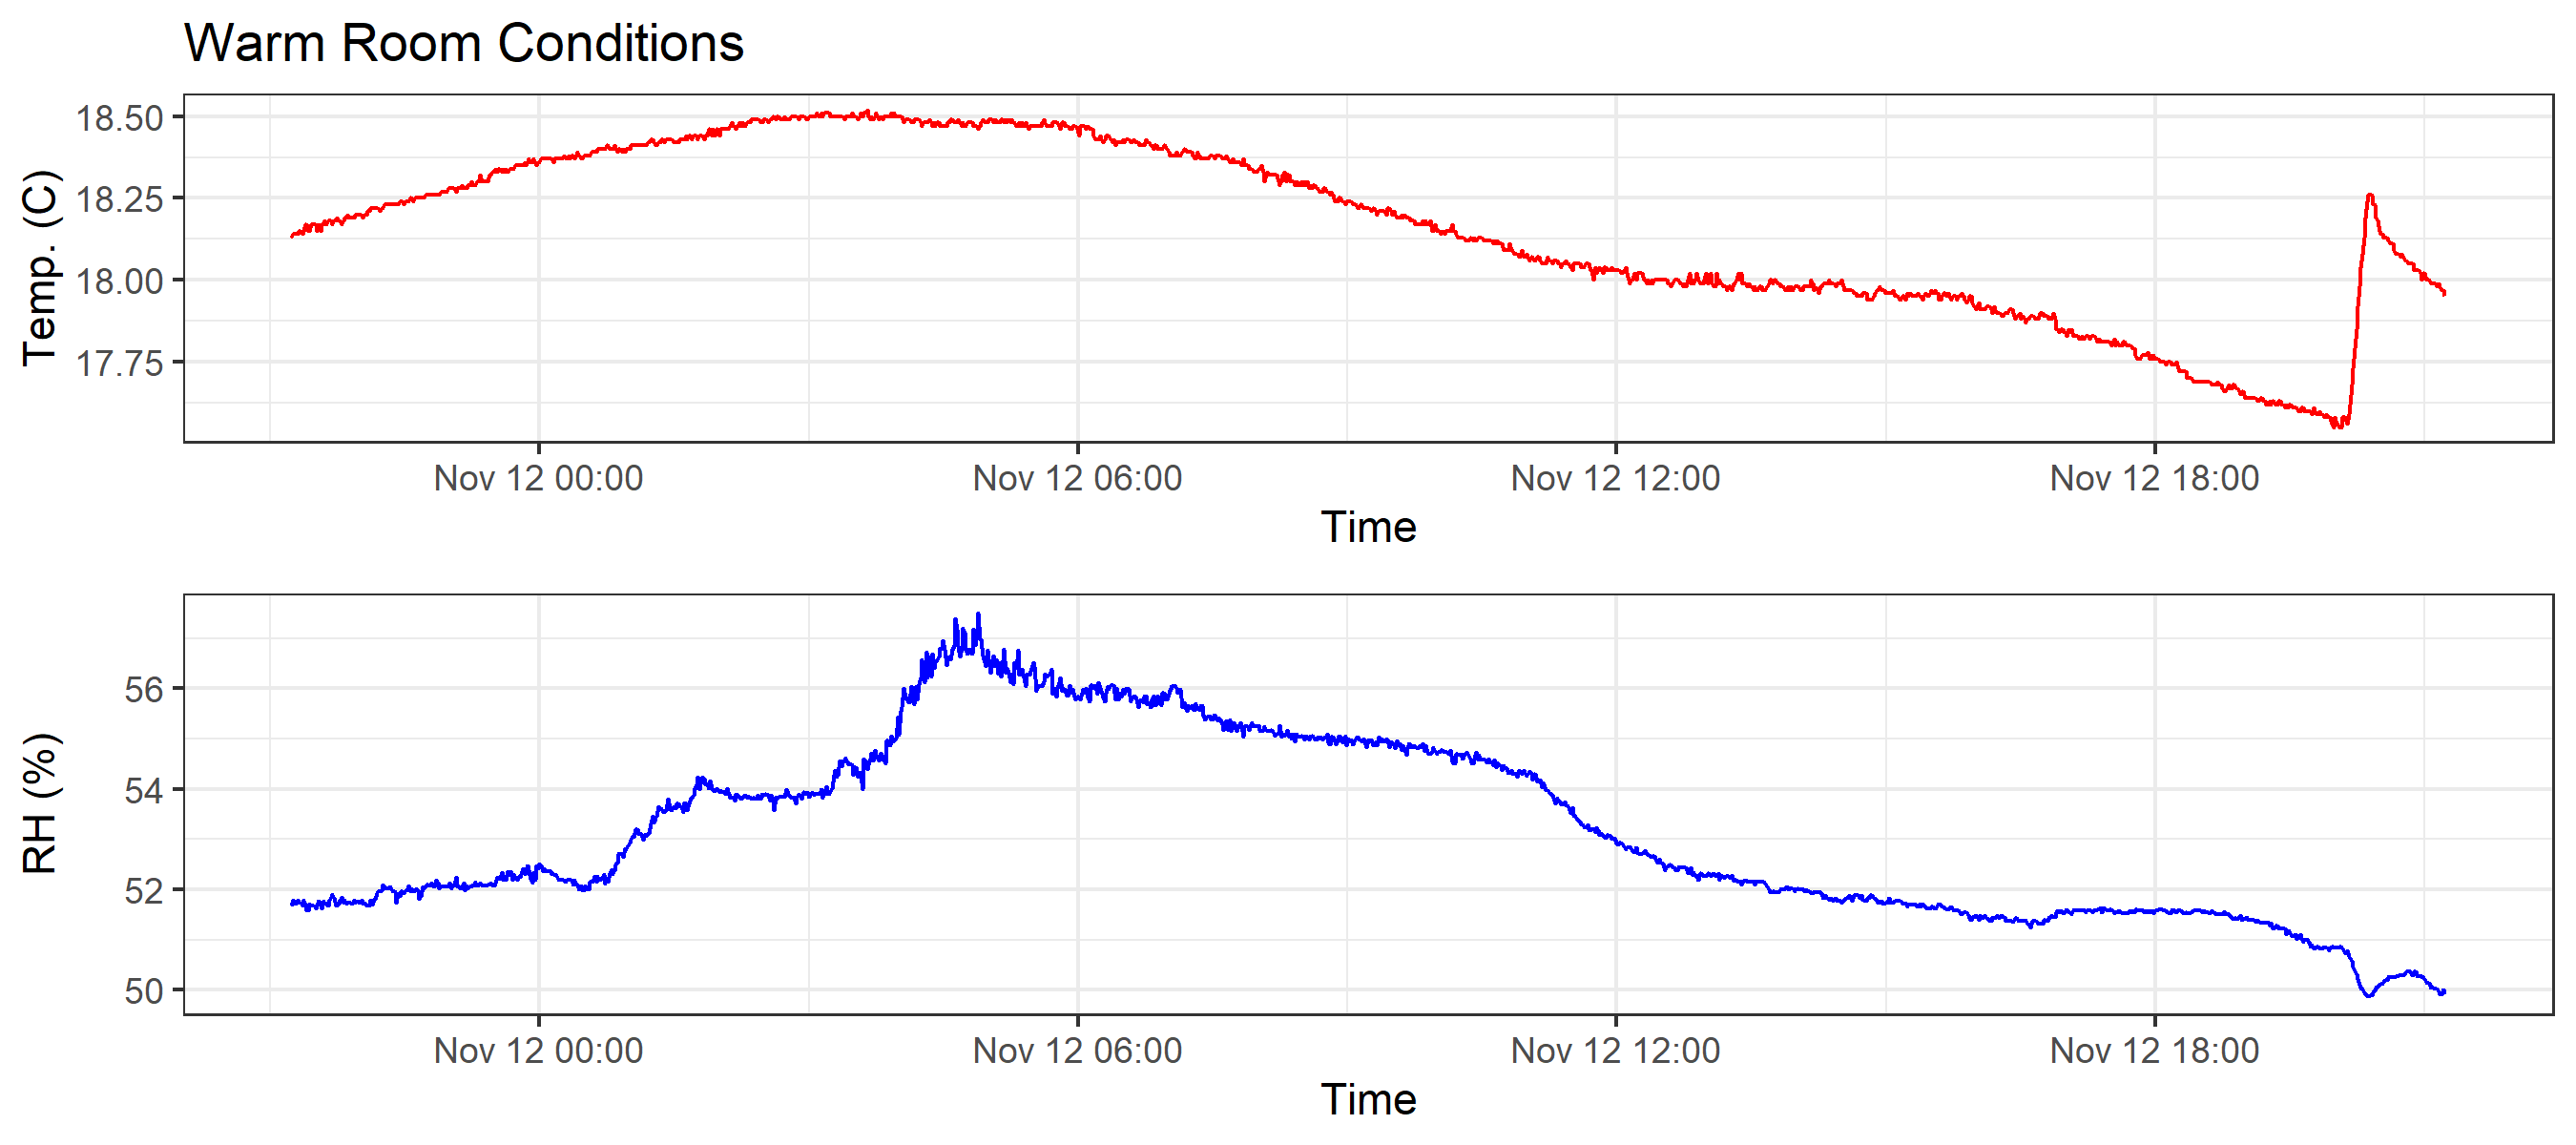 Warm Room Conditions
Temp. (C)
18.50
18.25
18.00
17.75
Nov 12 00:00 Nov 12 06:00 Nov 12 12:00 Nov 12 18:00
Time
RH (%)
56
54
52
50
Nov 12 00:00 Nov 12 06:00 Nov 12 12:00 Nov 12 18:00
Time